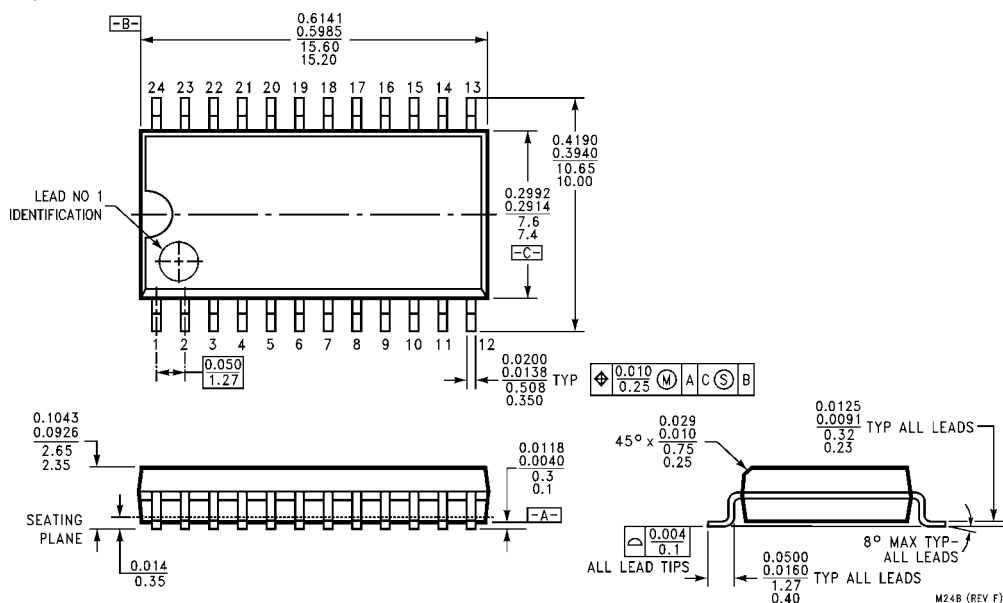 -B-
0.6141
0.5985
15.60
15.20
24 23 22 21 20 19 18 17 16 15 14 13
0.4190
0.3940
10.65
10.00
LEAD NO 1
IDENTIFICATION
0.2992
0.2914
7.6
7.4
-C-
1 2 3 4 5 6 7 8 9 10 11 12
0.050
1.27
0.0200
0.0138
0.508
0.350
TYP
0.010
0.25
M A C S B
0.1043
0.0926
2.65
2.35
0.0118
0.0040
0.3
0.1
-A-
SEATING
PLANE
0.014
0.35
45° x
0.029
0.010
0.75
0.25
0.0125
0.0091
0.32
0.23
TYP ALL LEADS
0.004
0.1
ALL LEAD TIPS
0.0500
0.0160
1.27
0.40
TYP ALL LEADS
8° MAX TYP-
ALL LEADS
M24B (REV F)